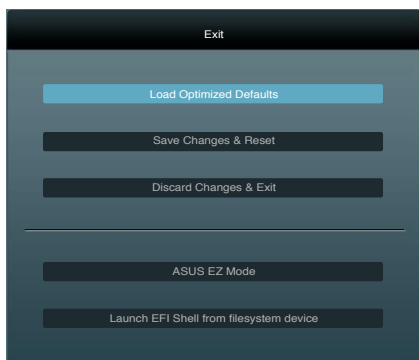 Exit
Load Optimized Defaults
Save Changes & Reset
Discard Changes & Exit
ASUS EZ Mode
Launch EFI Shell from filesystem device